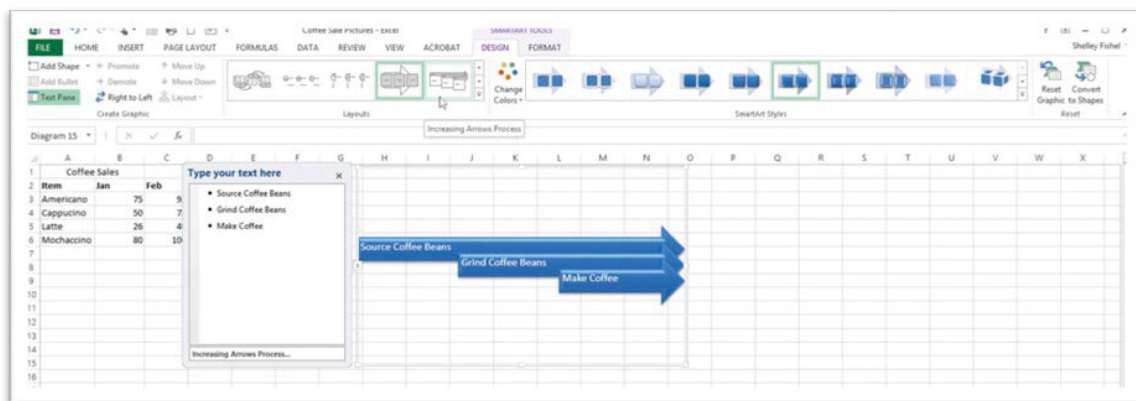 Coffee Sale Pictures - Excel
SMARTART TOOLS
FILE HOME INSERT PAGE LAYOUT FORMULAS DATA REVIEW VIEW ACROBAT DESIGN FORMAT
Shelley Fishel
Add Shape Promote Move Up
Add Bullet Demote Move Down
Text Pane Right to Left Layout
Change Colors
Reset Graphic
Convert to Shapes
Create Graphic Layouts SmartArt Styles Reset
Increasing Arrows Process
Diagram 15 fx
A B C D E F G H I J K L M N O P Q R S T U V W X
1 Coffee Sales
2 Item Jan Feb
3 Americano 75 9
4 Cappucino 50 7
5 Latte 26 4
6 Mochaccino 80 10
7
8
9
10
11
12
13
14
15
16
Type your text here
Source Coffee Beans
Grind Coffee Beans
Make Coffee
Increasing Arrows Process...
Source Coffee Beans
Grind Coffee Beans
Make Coffee